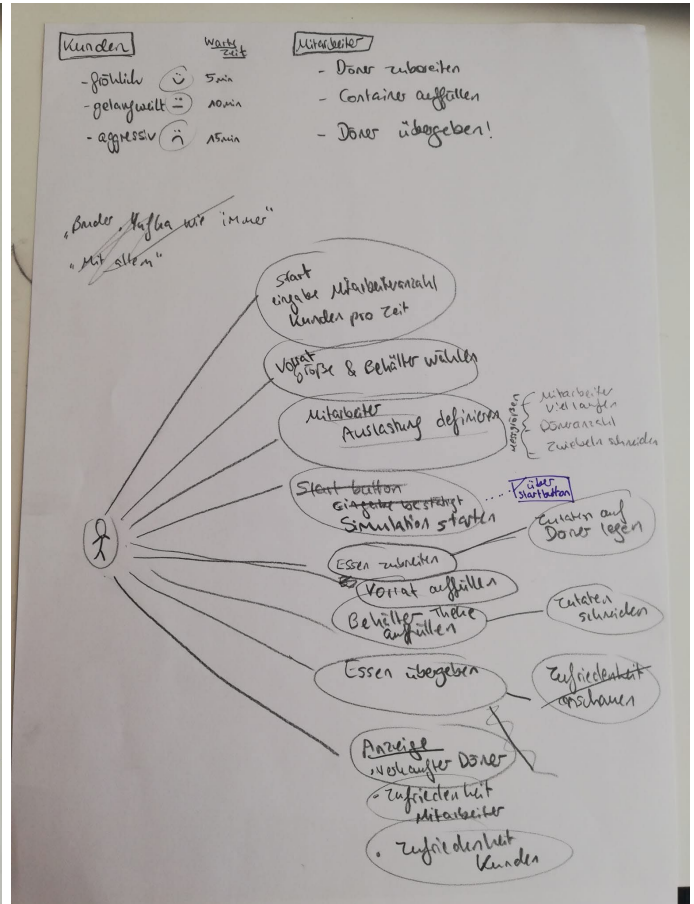 Kunden
Warte
Zeit
- fröhlich 5min
- gelangweilt 10min
- aggressiv 15min
Mitarbeiter
- Döner zubereiten
- Container auffüllen
- Döner übergeben!
"Bruder, Mufha wie immer"
"Mit allem"
Start
eingabe Mitarbeiteranzahl
Kunden pro Zeit
Vorrat
größe & Behälter wählen
Mitarbeiter
Auslastung definieren
Mitarbeiter
viel laufen
Döneranzahl
Zwiebeln schneiden
Start button
Eingabe bestätigt
Simulation starten
über
startbutton
Essen zubereiten
Zutaten auf
Döner legen
Vorrat auffüllen
Behälter Theke
auffüllen
Zutaten
schneiden
Essen übergeben
Zufriedenheit
anschauen
Anzeige
• verkaufter Döner
• Zufriedenheit
Mitarbeiter
• Zufriedenheit
Kunden